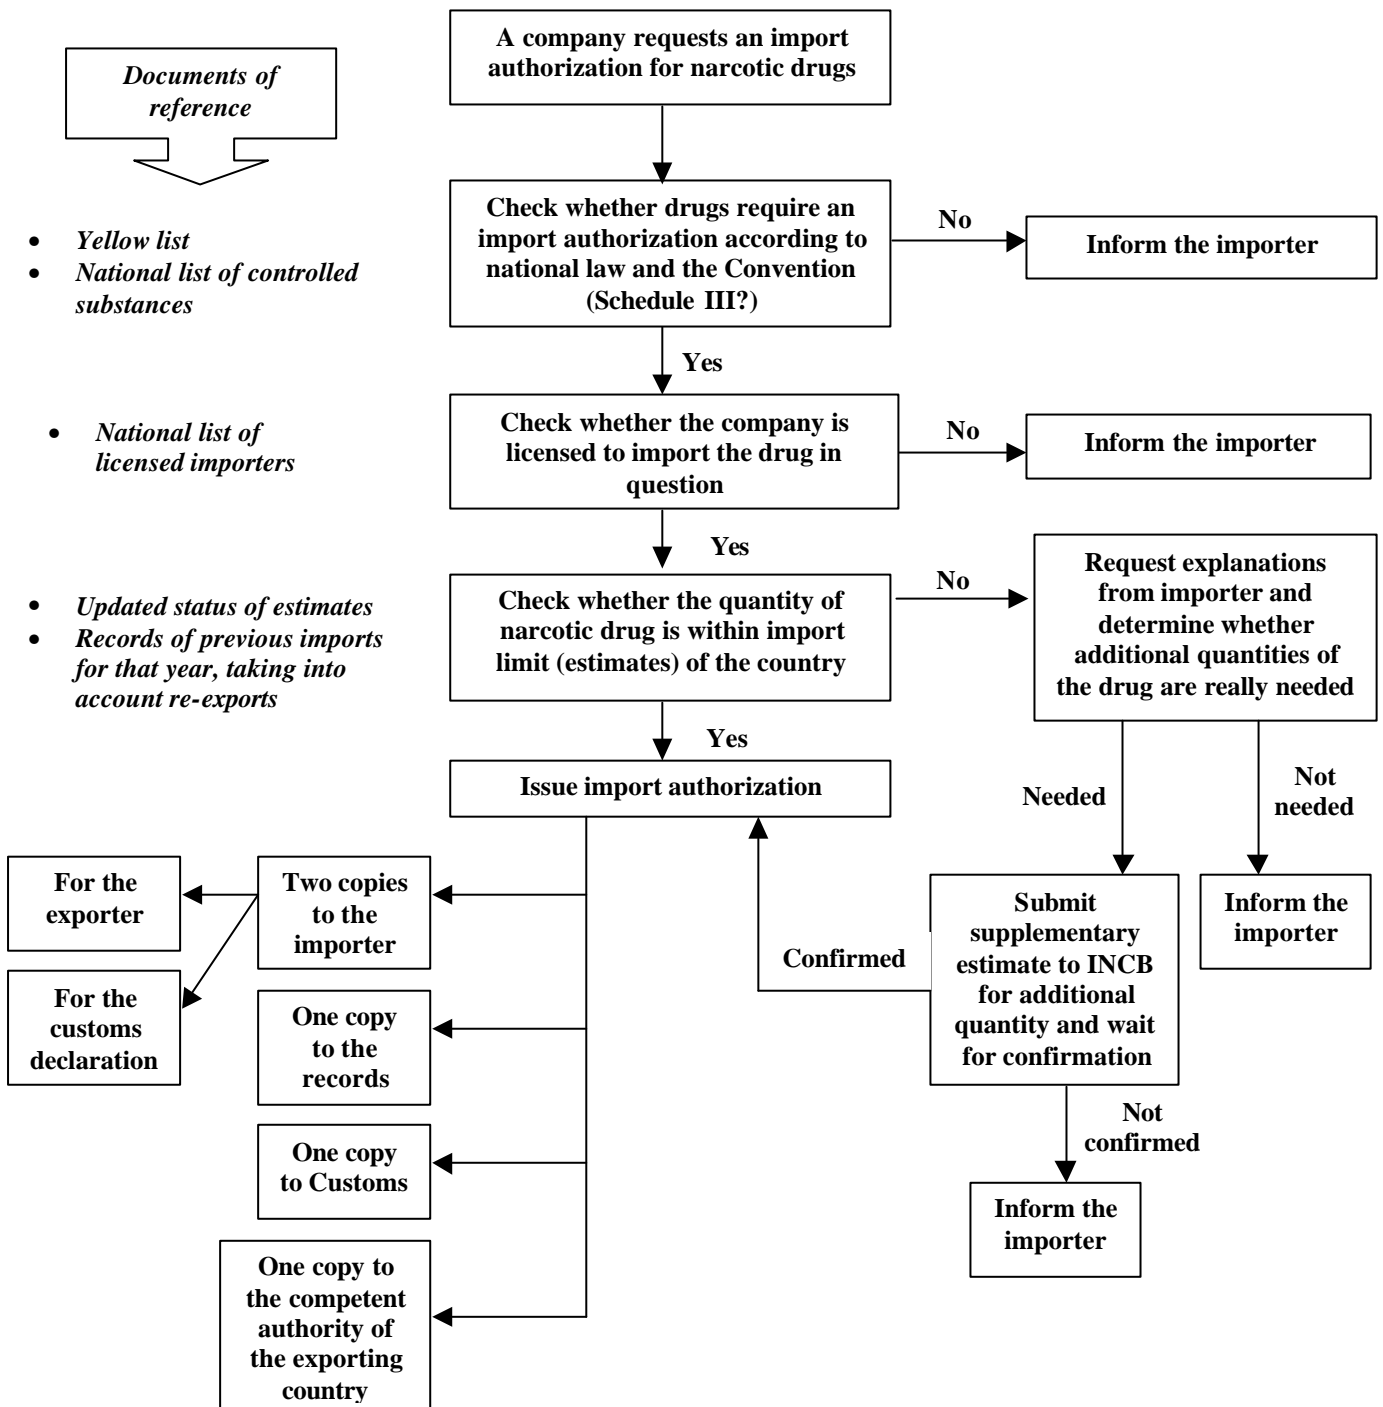 A company requests an import
authorization for narcotic drugs
Documents of
reference
Check whether drugs require an
import authorization according to
national law and the Convention
(Schedule III?)
No
Inform the importer
• Yellow list
• National list of controlled
substances
Yes
• National list of
licensed importers
Check whether the company is
licensed to import the drug in
question
No
Inform the importer
Yes
• Updated status of estimates
• Records of previous imports
for that year, taking into
account re-exports
Check whether the quantity of
narcotic drug is within import
limit (estimates) of the country
No
Request explanations
from importer and
determine whether
additional quantities of
the drug are really needed
Yes
Issue import authorization
Needed
Not
needed
For the
exporter
Two copies
to the
importer
For the
customs
declaration
One copy
to the
records
One copy
to Customs
One copy to
the competent
authority of
the exporting
country
Confirmed
Submit
supplementary
estimate to INCB
for additional
quantity and wait
for confirmation
Inform the
importer
Not
confirmed
Inform the
importer